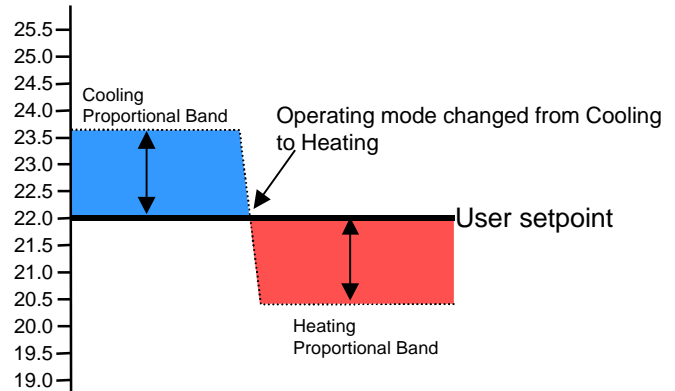 25.5
25.0
24.5
24.0
23.5
23.0
22.5
22.0
21.5
21.0
20.5
20.0
19.5
19.0
Cooling
Proportional Band
Operating mode changed from Cooling
to Heating
User setpoint
Heating
Proportional Band